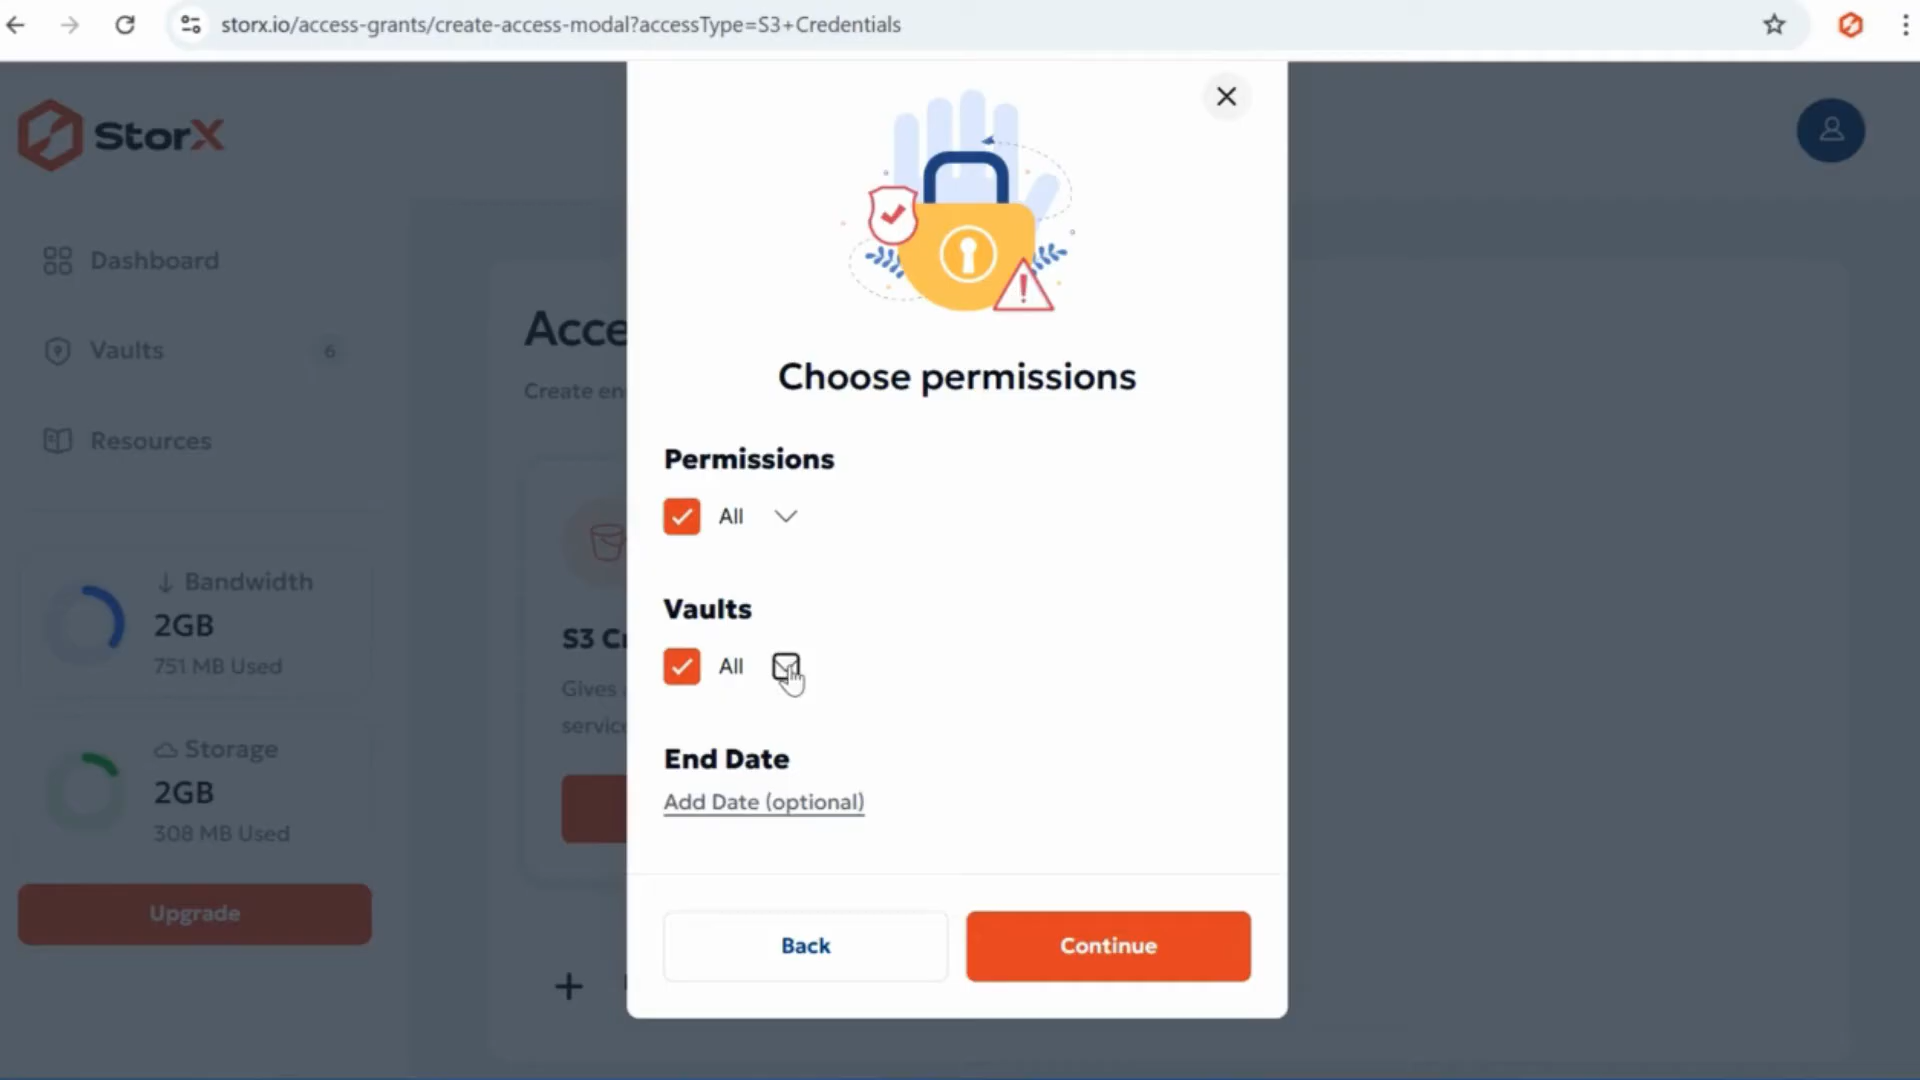 storx.io/access-grants/create-access-modal?accessType=S3+Credentials
StorX
Dashboard
Vaults 6
Resources
↓ Bandwidth
2GB
751 MB Used
Storage
2GB
308 MB Used
Upgrade
Acce
Create en
S3 Cr
Gives
service
+
Choose permissions
Permissions
All
Vaults
All
End Date
Add Date (optional)
Back
Continue